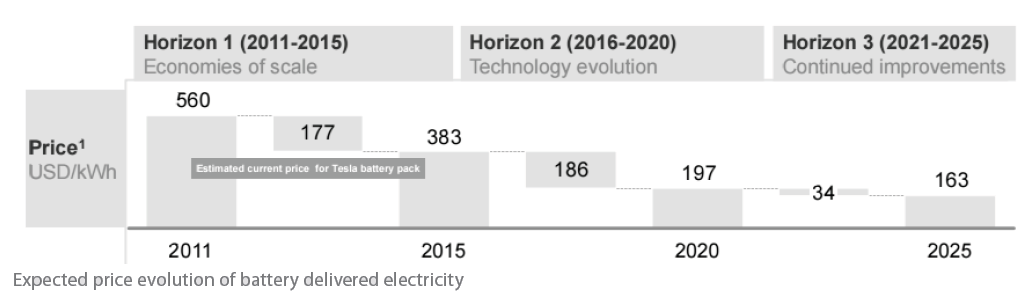 Horizon 1 (2011-2015)
Economies of scale
Horizon 2 (2016-2020)
Technology evolution
Horizon 3 (2021-2025)
Continued improvements
Price¹
USD/kWh
560
177
383
186
197
34
163
Estimated current price for Tesla battery pack
2011
2015
2020
2025
Expected price evolution of battery delivered electricity